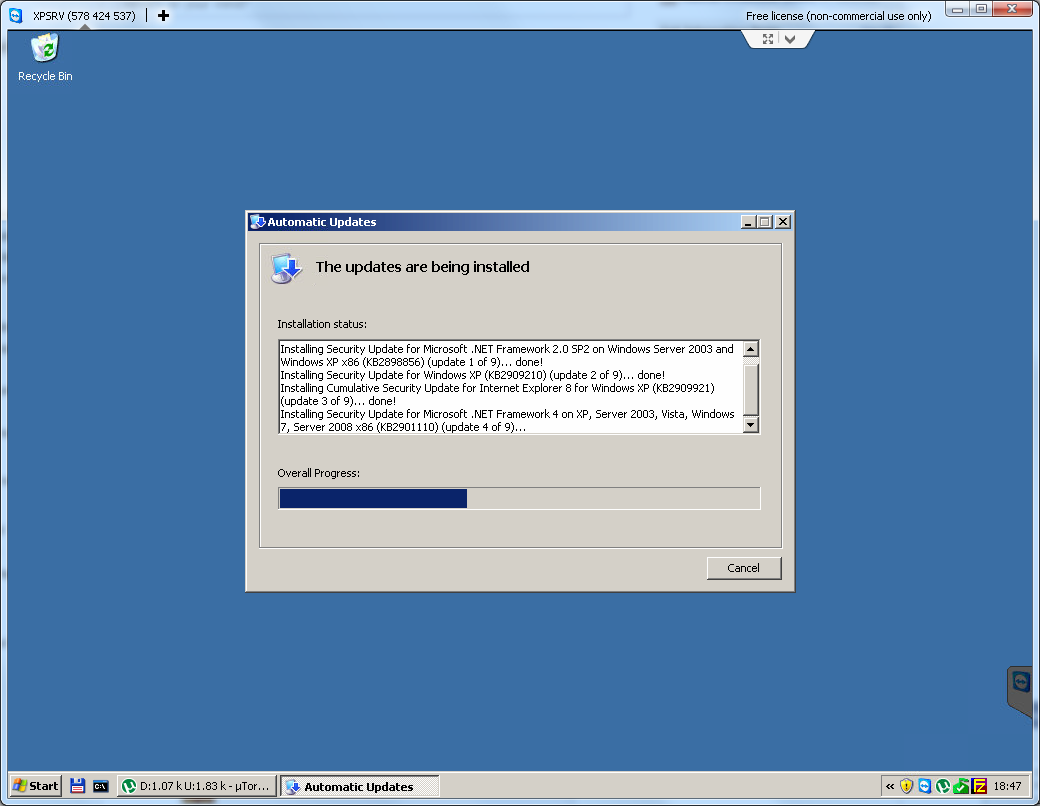 XPSRV (578 424 537)
Free license (non-commercial use only)
Recycle Bin
Automatic Updates
The updates are being installed
Installation status:
Installing Security Update for Microsoft .NET Framework 2.0 SP2 on Windows Server 2003 and
Windows XP x86 (KB2898856) (update 1 of 9)... done!
Installing Security Update for Windows XP (KB2909210) (update 2 of 9)... done!
Installing Cumulative Security Update for Internet Explorer 8 for Windows XP (KB2909921)
(update 3 of 9)... done!
Installing Security Update for Microsoft .NET Framework 4 on XP, Server 2003, Vista, Windows
7, Server 2008 x86 (KB2901110) (update 4 of 9)...
Overall Progress:
Cancel
Start
C:\
D:1.07 k U:1.83 k - µTor...
Automatic Updates
«
Z
18:47